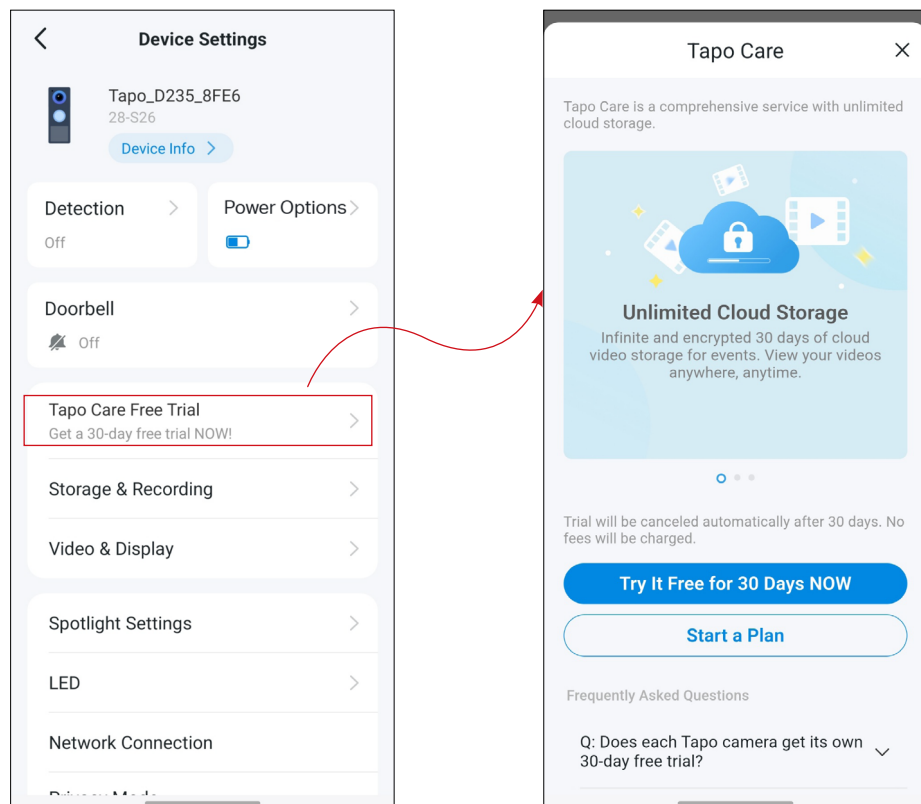 Device Settings
Tapo_D235_8FE6
28-S26
Device Info
Detection
Off
Power Options
Doorbell
Off
Tapo Care Free Trial
Get a 30-day free trial NOW!
Storage & Recording
Video & Display
Spotlight Settings
LED
Network Connection
Tapo Care
Tapo Care is a comprehensive service with unlimited
cloud storage.
Unlimited Cloud Storage
Infinite and encrypted 30 days of cloud
video storage for events. View your videos
anywhere, anytime.
Trial will be canceled automatically after 30 days. No
fees will be charged.
Try It Free for 30 Days NOW
Start a Plan
Frequently Asked Questions
Q: Does each Tapo camera get its own
30-day free trial?